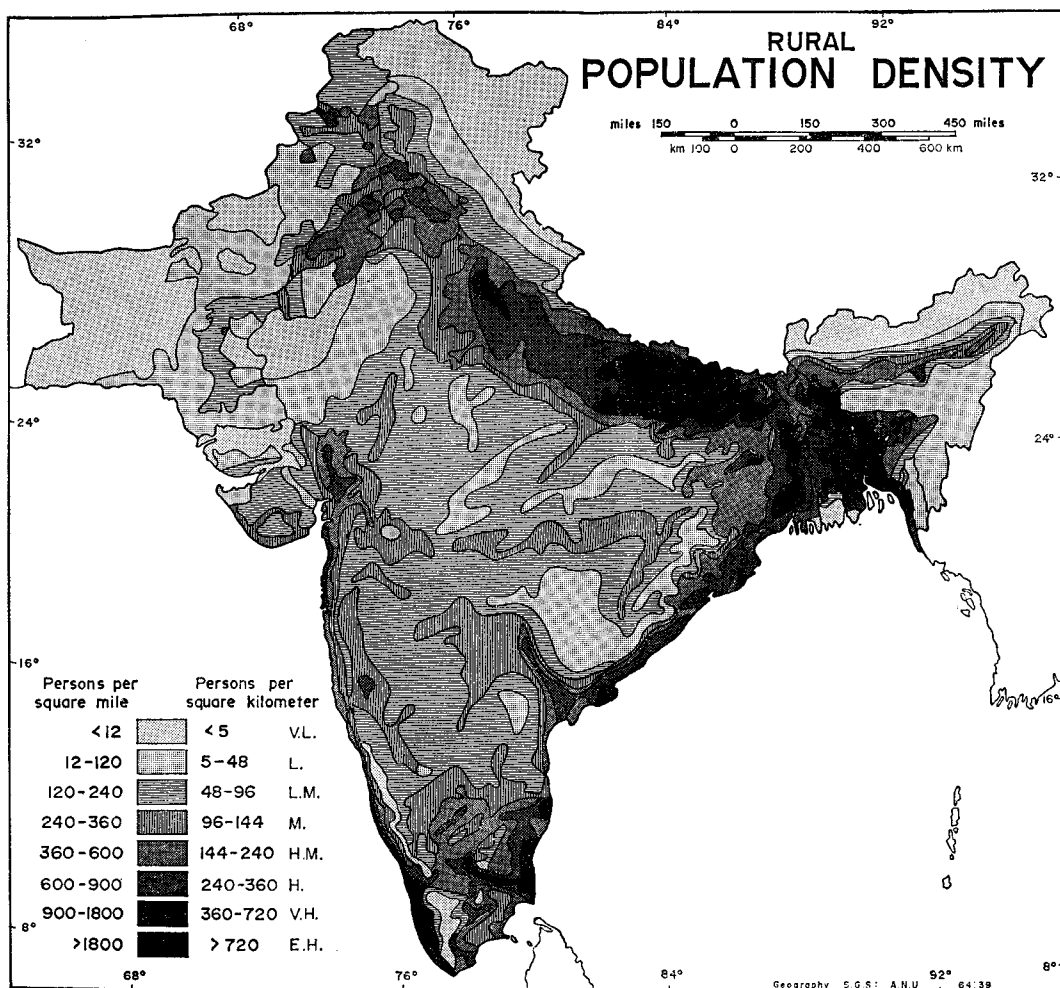 68° 76° 84° 92°
RURAL
POPULATION DENSITY
miles 150 0 150 300 450 miles
km 190 0 200 400 600 km
32° 32°
24° 24°
16° 16°
Persons per Persons per
square mile square kilometer
<12 <5 V.L.
12-120 5-48 L.
120-240 48-96 L.M.
240-360 96-144 M.
360-600 144-240 H.M.
600-900 240-360 H.
900-1800 360-720 V.H.
>1800 >720 E.H.
8° 8°
68° 76° 84° 92°
Geography S.G.S: A.N.U 64:39